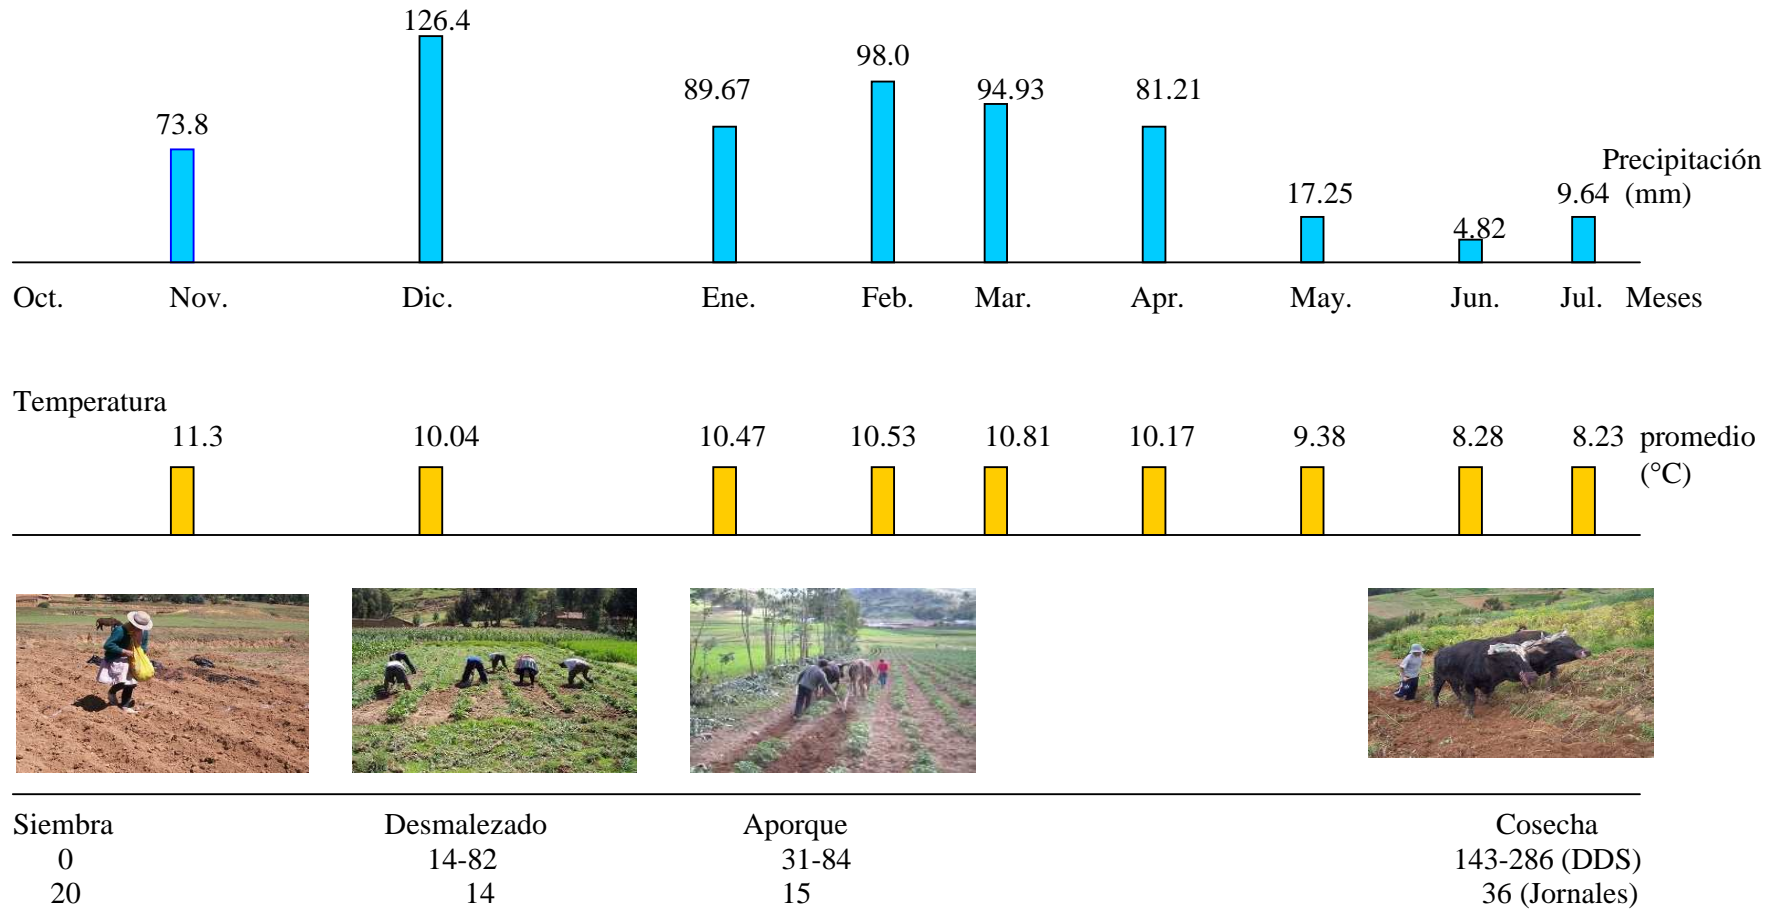 126.4
98.0
89.67 94.93 81.21
73.8
Precipitación
17.25 9.64 (mm)
4.82
Oct. Nov. Dic. Ene. Feb. Mar. Apr. May. Jun. Jul. Meses
Temperatura
11.3 10.04 10.47 10.53 10.81 10.17 9.38 8.28 8.23 promedio
(°C)
Siembra Desmalezado Aporque Cosecha
0 14-82 31-84 143-286 (DDS)
20 14 15 36 (Jornales)